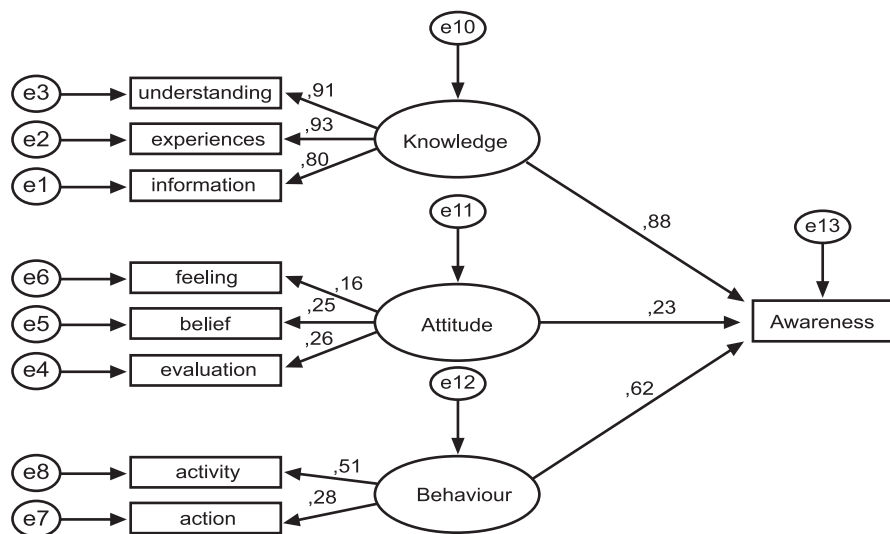 e10
e3
understanding
,91
e2
experiences
,93
Knowledge
,80
e1
information
e11
,88
e13
e6
feeling
,16
e5
belief
,25
Attitude
,23
Awareness
,26
e4
evaluation
e12
,62
e8
activity
,51
Behaviour
,28
e7
action